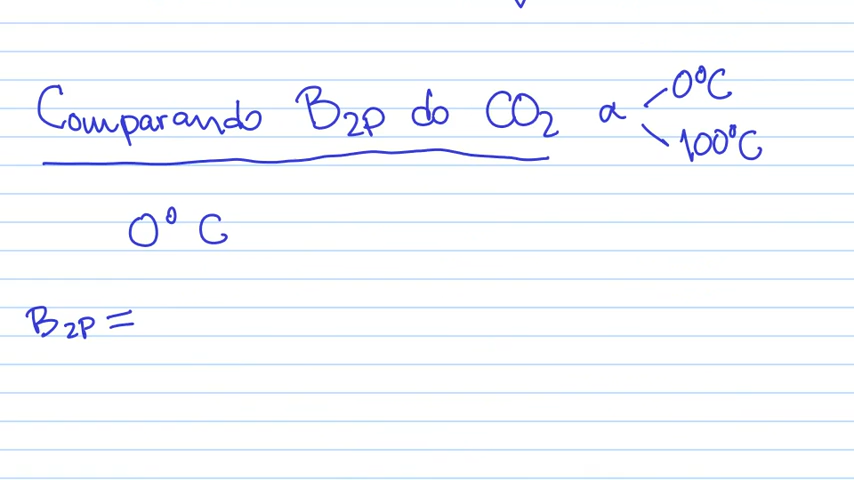 Comparando B₂p do CO₂ a 0°C
100°C
0° C
B₂p =